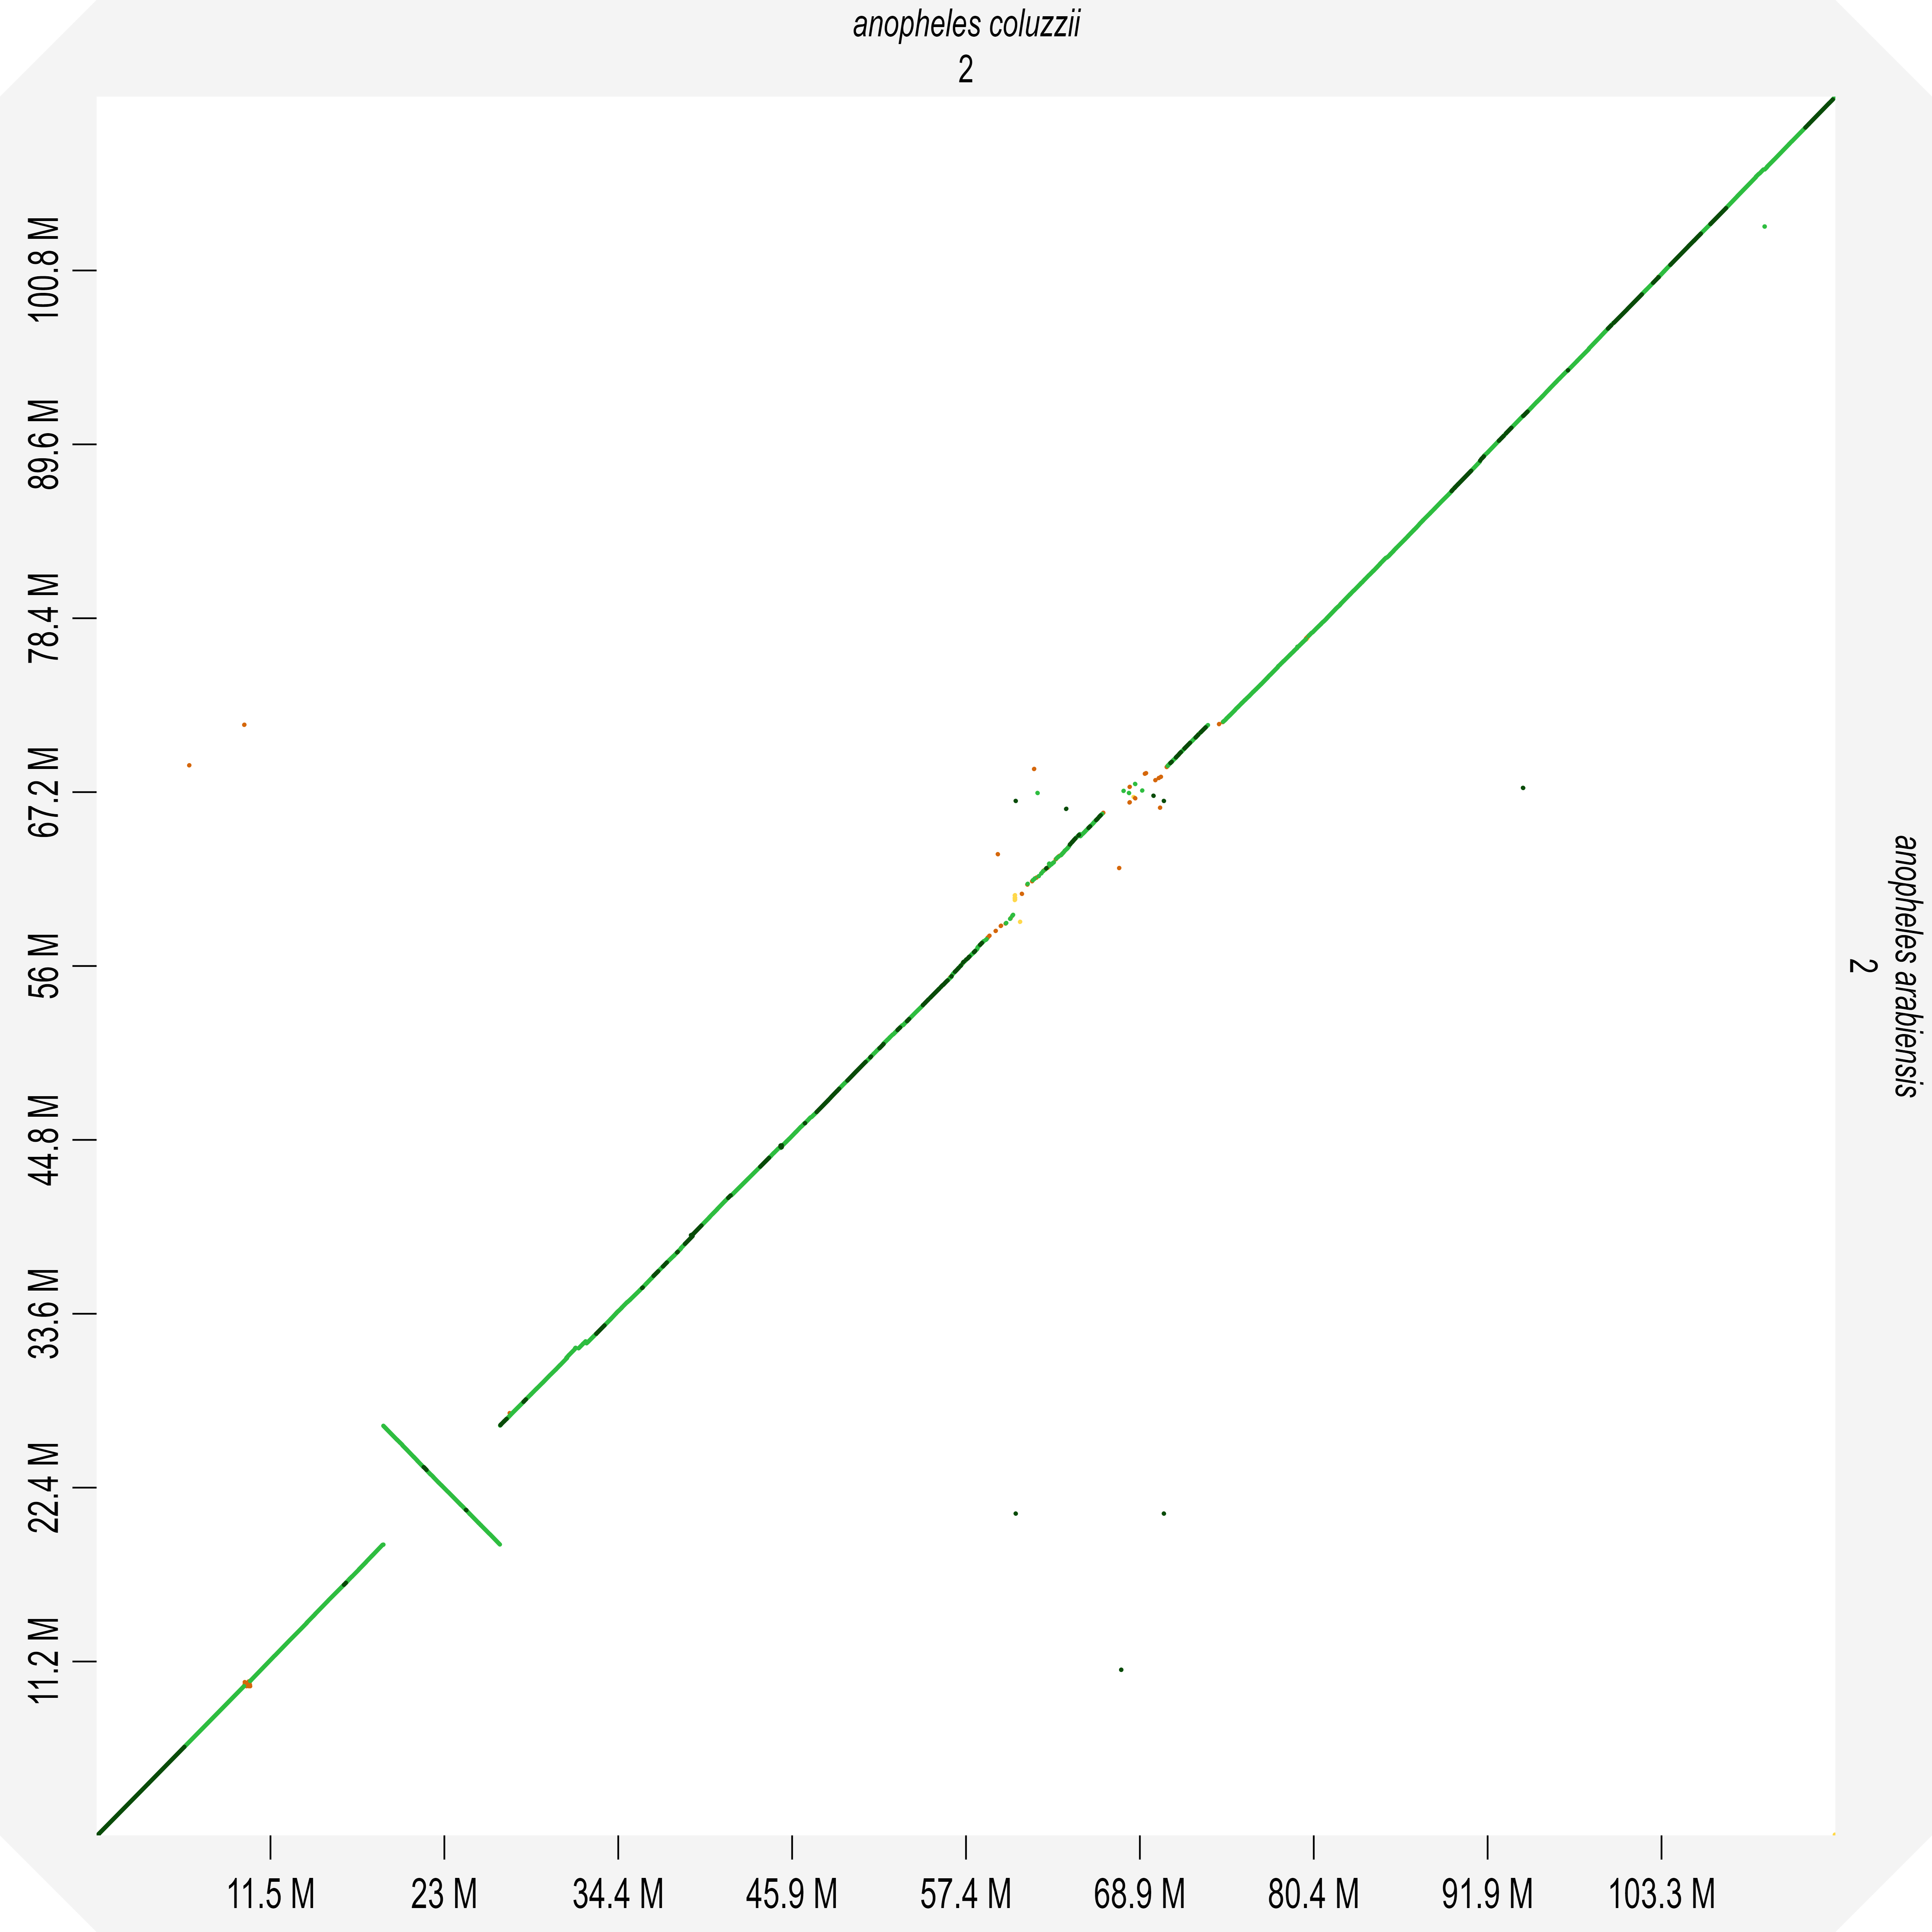 anopheles coluzzii
2
100.8 M
89.6 M
78.4 M
67.2 M
56 M
44.8 M
33.6 M
22.4 M
11.2 M
anopheles arabiensis
2
11.5 M
23 M
34.4 M
45.9 M
57.4 M
68.9 M
80.4 M
91.9 M
103.3 M